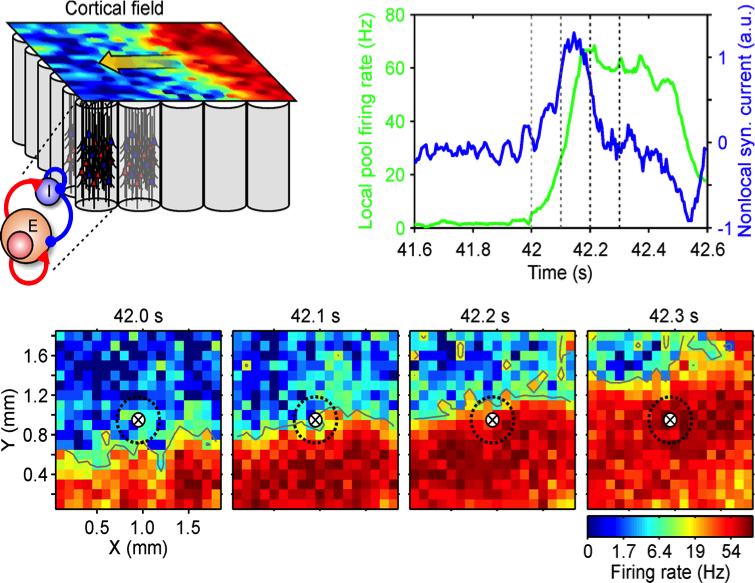 Cortical field
I
E
Local pool firing rate (Hz)
80
60
40
20
0
41.6 41.8 42 42.2 42.4 42.6
Time (s)
1
0
-1
Nonlocal syn. current (a.u.)
42.0 s 42.1 s 42.2 s 42.3 s
Y (mm)
1.6
1.2
0.8
0.4
0.5 1.0 1.5
X (mm)
0 1.7 6.4 19 54
Firing rate (Hz)